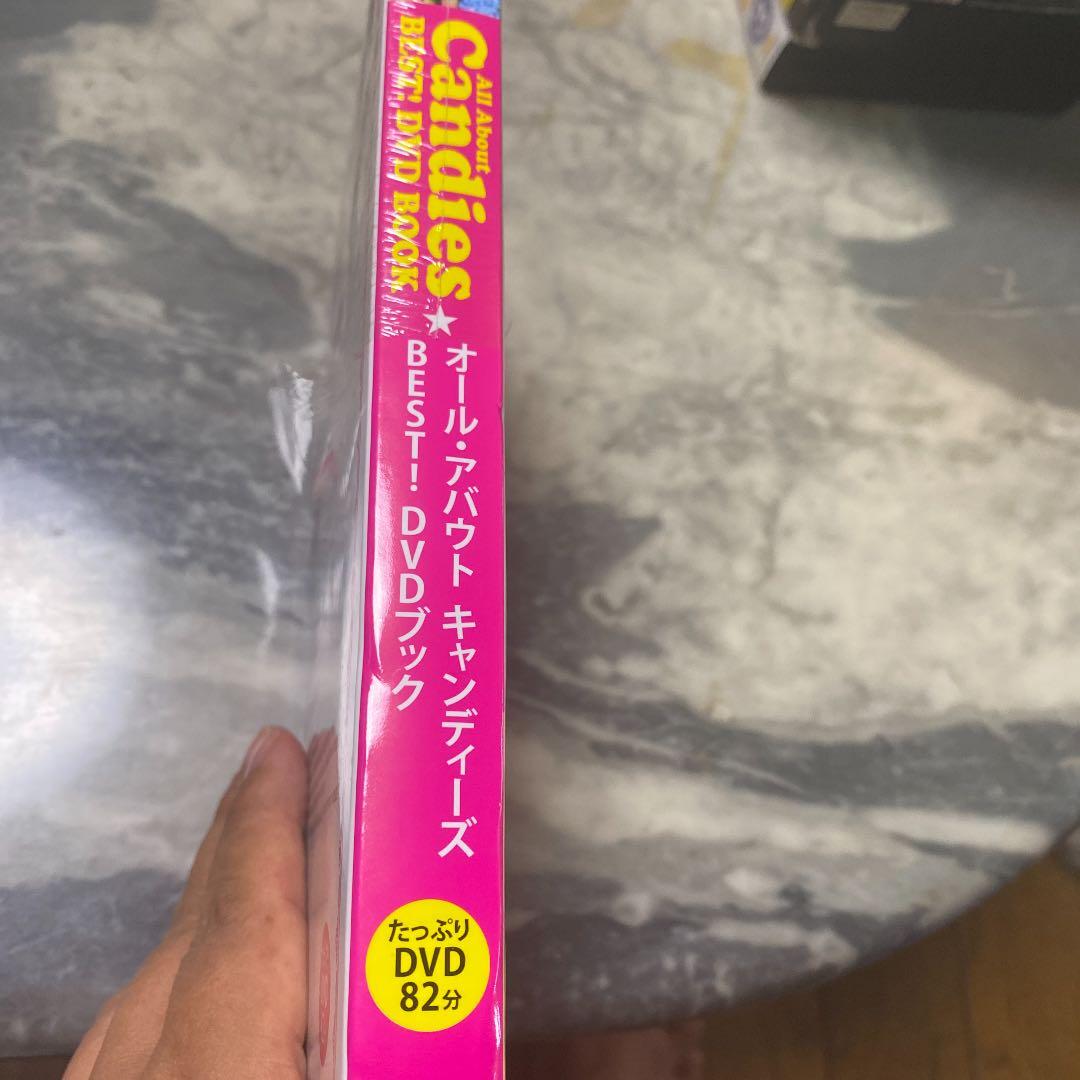 All About
Candies
BEST! DVD BOOK
★オール・アバウト キャンディーズ
BEST! DVDブック
たっぷり
DVD
82分